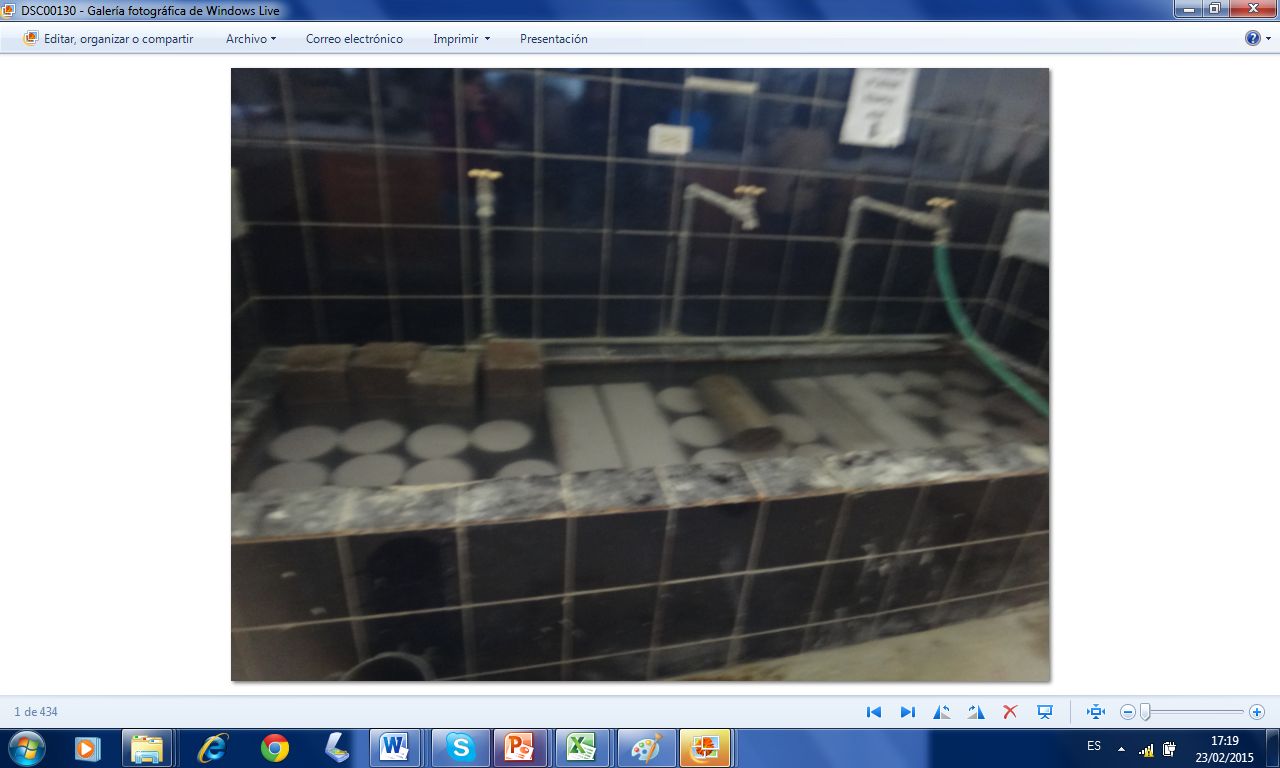 DSC00130 - Galería fotográfica de Windows Live
Editar, organizar o compartir
Archivo
Correo electrónico
Imprimir
Presentación
1 de 434
ES
17:19
23/02/2015